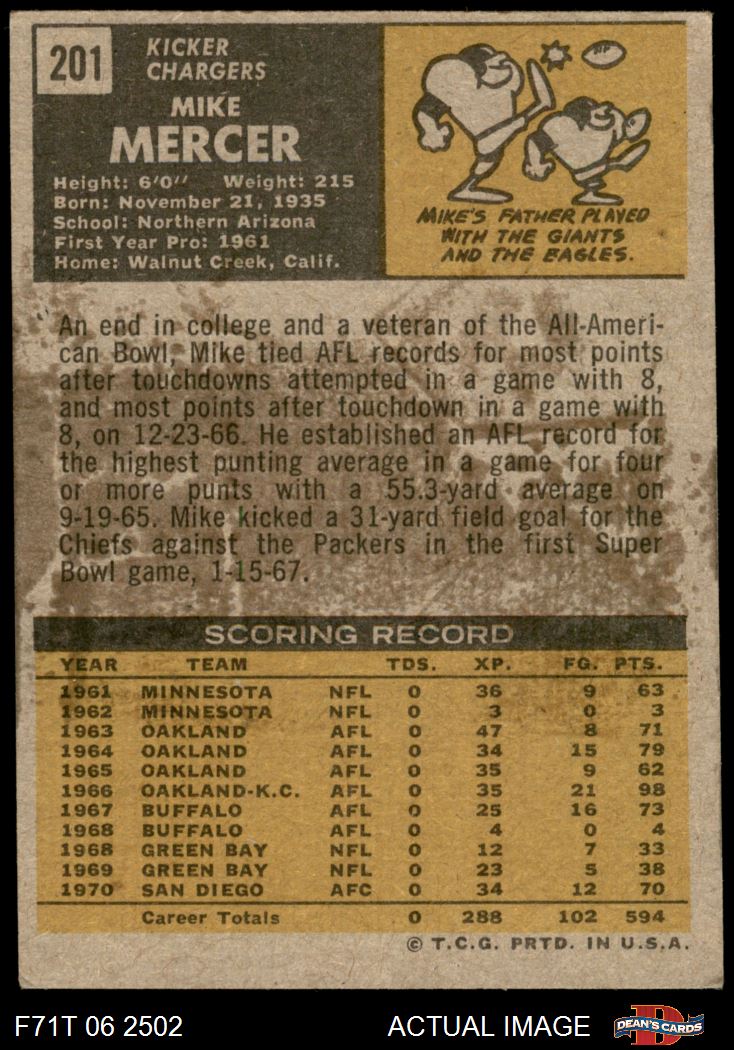 201
KICKER
CHARGERS
MIKE
MERCER
Height: 6'0" Weight: 215
Born: November 21, 1935
School: Northern Arizona
First Year Pro: 1961
Home: Walnut Creek, Calif.
MIKE'S FATHER PLAYED
WITH THE GIANTS
AND THE EAGLES.
An end in college and a veteran of the All-Ameri-
can Bowl, Mike tied AFL records for most points
after touchdowns attempted in a game with 8,
and most points after touchdown in a game with
8, on 12-23-66. He established an AFL record for
the highest punting average in a game for four
or more punts with a 55.3-yard average on
9-19-65. Mike kicked a 31-yard field goal for the
Chiefs against the Packers in the first Super
Bowl game, 1-15-67.
SCORING RECORD
YEAR TEAM TDS. XP. FG. PTS.
1961 MINNESOTA NFL 0 36 9 63
1962 MINNESOTA NFL 0 3 0 3
1963 OAKLAND AFL 0 47 8 71
1964 OAKLAND AFL 0 34 15 79
1965 OAKLAND AFL 0 35 9 62
1966 OAKLAND-K.C. AFL 0 35 21 98
1967 BUFFALO AFL 0 25 16 73
1968 BUFFALO AFL 0 4 0 4
1968 GREEN BAY NFL 0 12 7 33
1969 GREEN BAY NFL 0 23 5 38
1970 SAN DIEGO AFC 0 34 12 70
Career Totals 0 288 102 594
© T.C.G. PRTD. IN U.S.A.
F71T 06 2502 ACTUAL IMAGE
D
DEAN'S CARDS